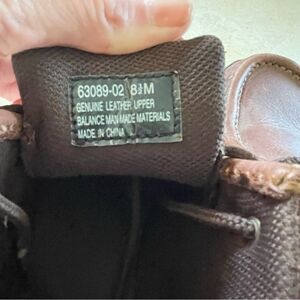 63089-02 8½M
GENUINE LEATHER UPPER
BALANCE MAN MADE MATERIALS
MADE IN CHINA